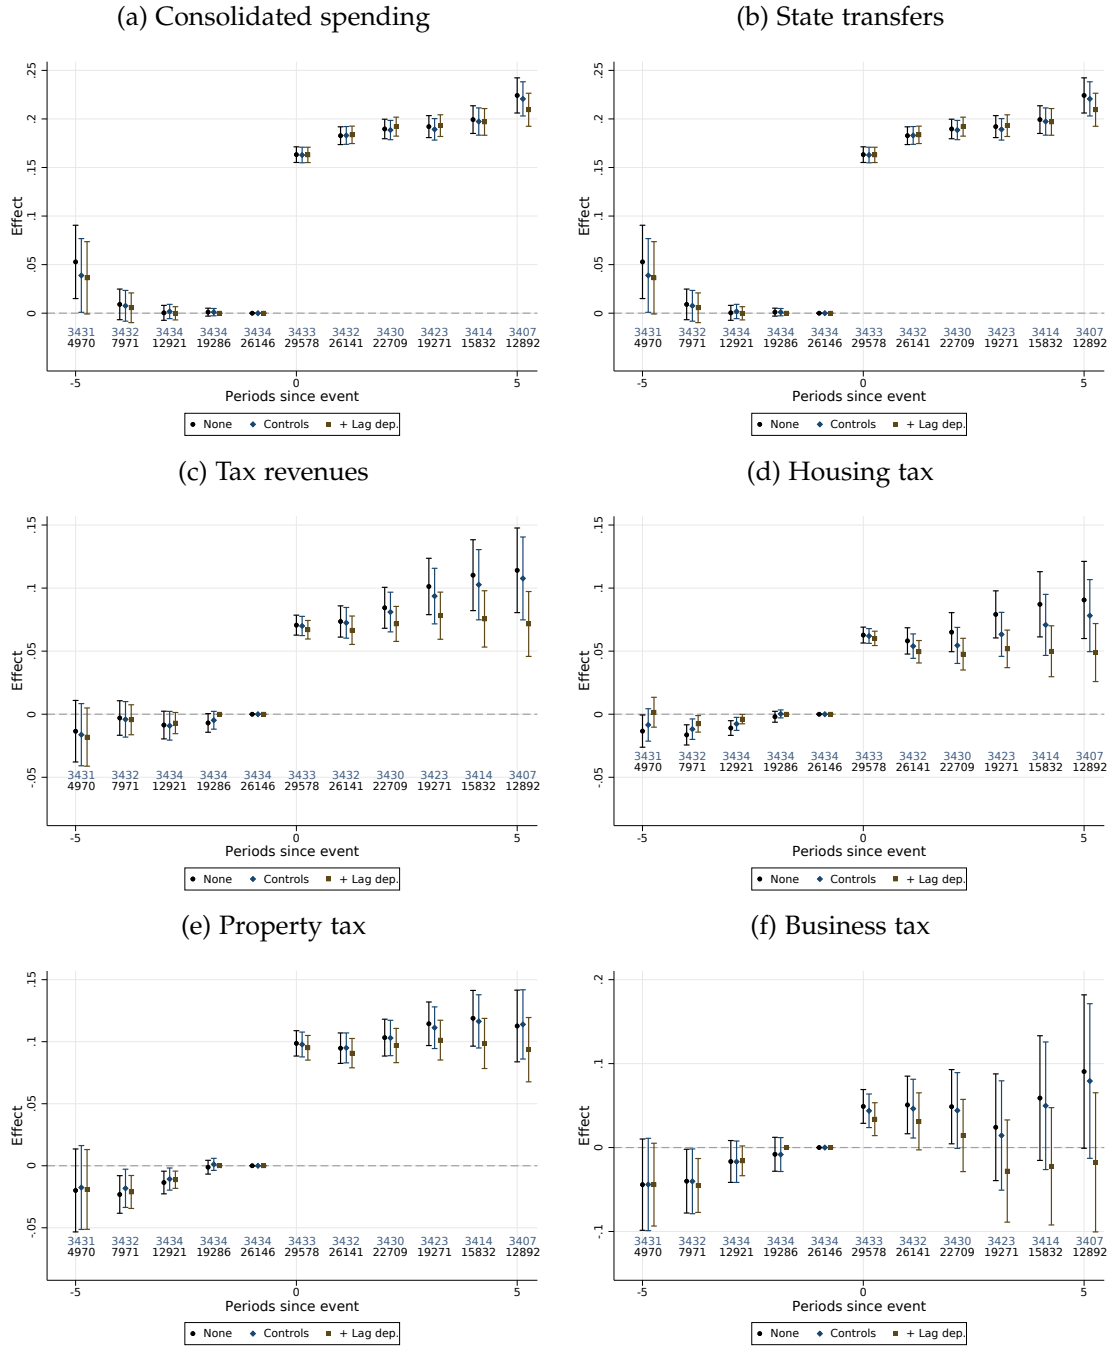 (a) Consolidated spending
.25
.2
.15
.1
.05
0
Effect
3431 3432 3434 3434 3434 3433 3432 3430 3423 3414 3407
4970 7971 12921 19286 26146 29578 26141 22709 19271 15832 12892
-5 0 5
Periods since event
None Controls + Lag dep.
(b) State transfers
.25
.2
.15
.1
.05
0
Effect
3431 3432 3434 3434 3434 3433 3432 3430 3423 3414 3407
4970 7971 12921 19286 26146 29578 26141 22709 19271 15832 12892
-5 0 5
Periods since event
None Controls + Lag dep.
(c) Tax revenues
.15
.1
.05
0
-.05
Effect
3431 3432 3434 3434 3434 3433 3432 3430 3423 3414 3407
4970 7971 12921 19286 26146 29578 26141 22709 19271 15832 12892
-5 0 5
Periods since event
None Controls + Lag dep.
(d) Housing tax
.15
.1
.05
0
-.05
Effect
3431 3432 3434 3434 3434 3433 3432 3430 3423 3414 3407
4970 7971 12921 19286 26146 29578 26141 22709 19271 15832 12892
-5 0 5
Periods since event
None Controls + Lag dep.
(e) Property tax
.15
.1
.05
0
-.05
Effect
3431 3432 3434 3434 3434 3433 3432 3430 3423 3414 3407
4970 7971 12921 19286 26146 29578 26141 22709 19271 15832 12892
-5 0 5
Periods since event
None Controls + Lag dep.
(f) Business tax
.2
.1
0
-.1
Effect
3431 3432 3434 3434 3434 3433 3432 3430 3423 3414 3407
4970 7971 12921 19286 26146 29578 26141 22709 19271 15832 12892
-5 0 5
Periods since event
None Controls + Lag dep.